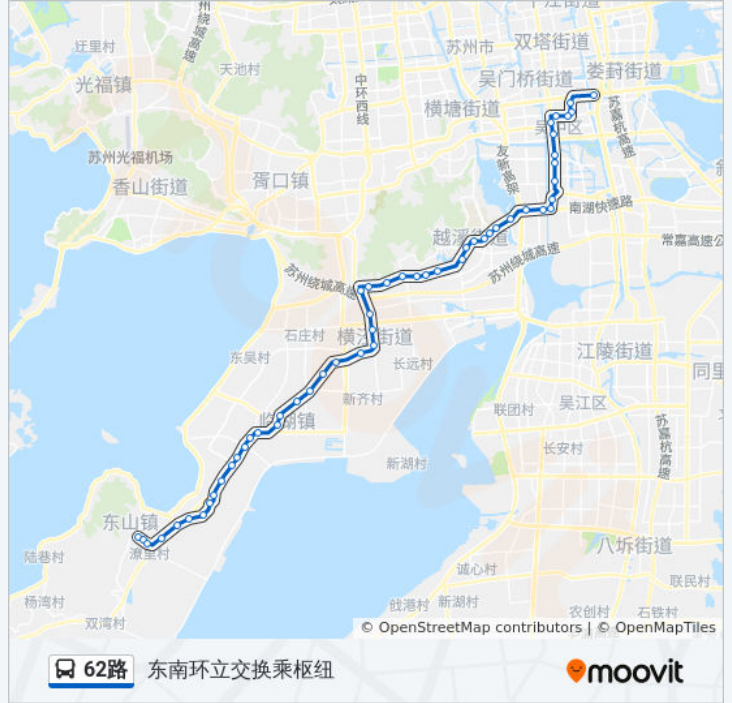 双塔街道
苏州市
迂里村
天池村
吴门桥街道
娄葑街道
光福镇
中环西线
横塘街道
苏嘉杭高速
苏州光福机场
友新高架
香山街道
胥口镇
南湖快速路
越溪街道
常嘉高速公
苏州绕城高速
苏州绕城高速
石庄村
横泾街道
东吴村
长远村
江陵街道
同里
新齐村
联团村
吴江区
临湖镇
苏嘉杭高速
长安村
新湖村
东山镇
潦里村
八坼街道
陆巷村
诚心村
联民村
杨湾村
戗港村
新湖村
农创村
石铁村
双湾村
© OpenStreetMap contributors | © OpenMapTiles
62路 东南环立交换乘枢纽
moovit